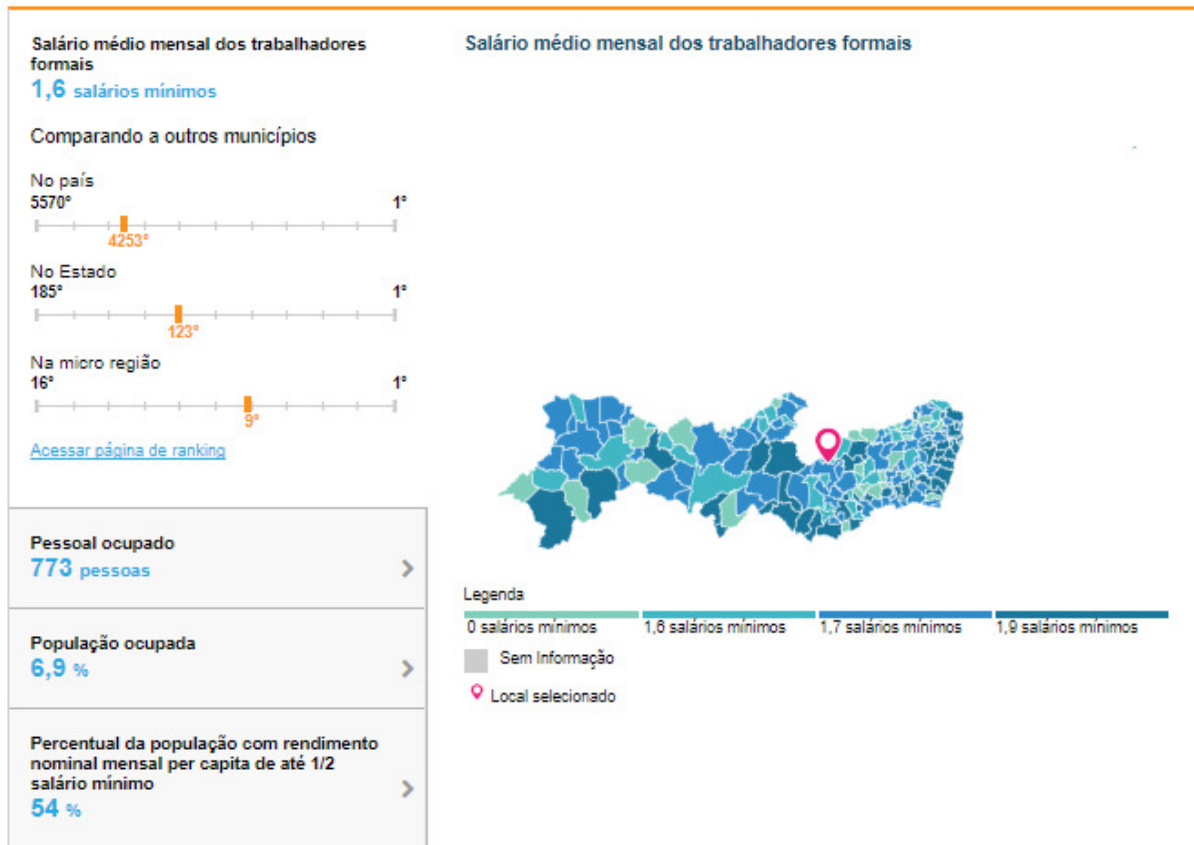 Salário médio mensal dos trabalhadores
formais
1,6 salários mínimos
Comparando a outros municípios
No país
5570° 1°
4253°
No Estado
185° 1°
123°
Na micro região
16° 1°
9°
Acessar página de ranking
Pessoal ocupado
773 pessoas
População ocupada
6,9 %
Percentual da população com rendimento
nominal mensal per capita de até 1/2
salário mínimo
54 %
Salário médio mensal dos trabalhadores formais
Legenda
0 salários mínimos 1,6 salários mínimos 1,7 salários mínimos 1,9 salários mínimos
Sem Informação
Local selecionado